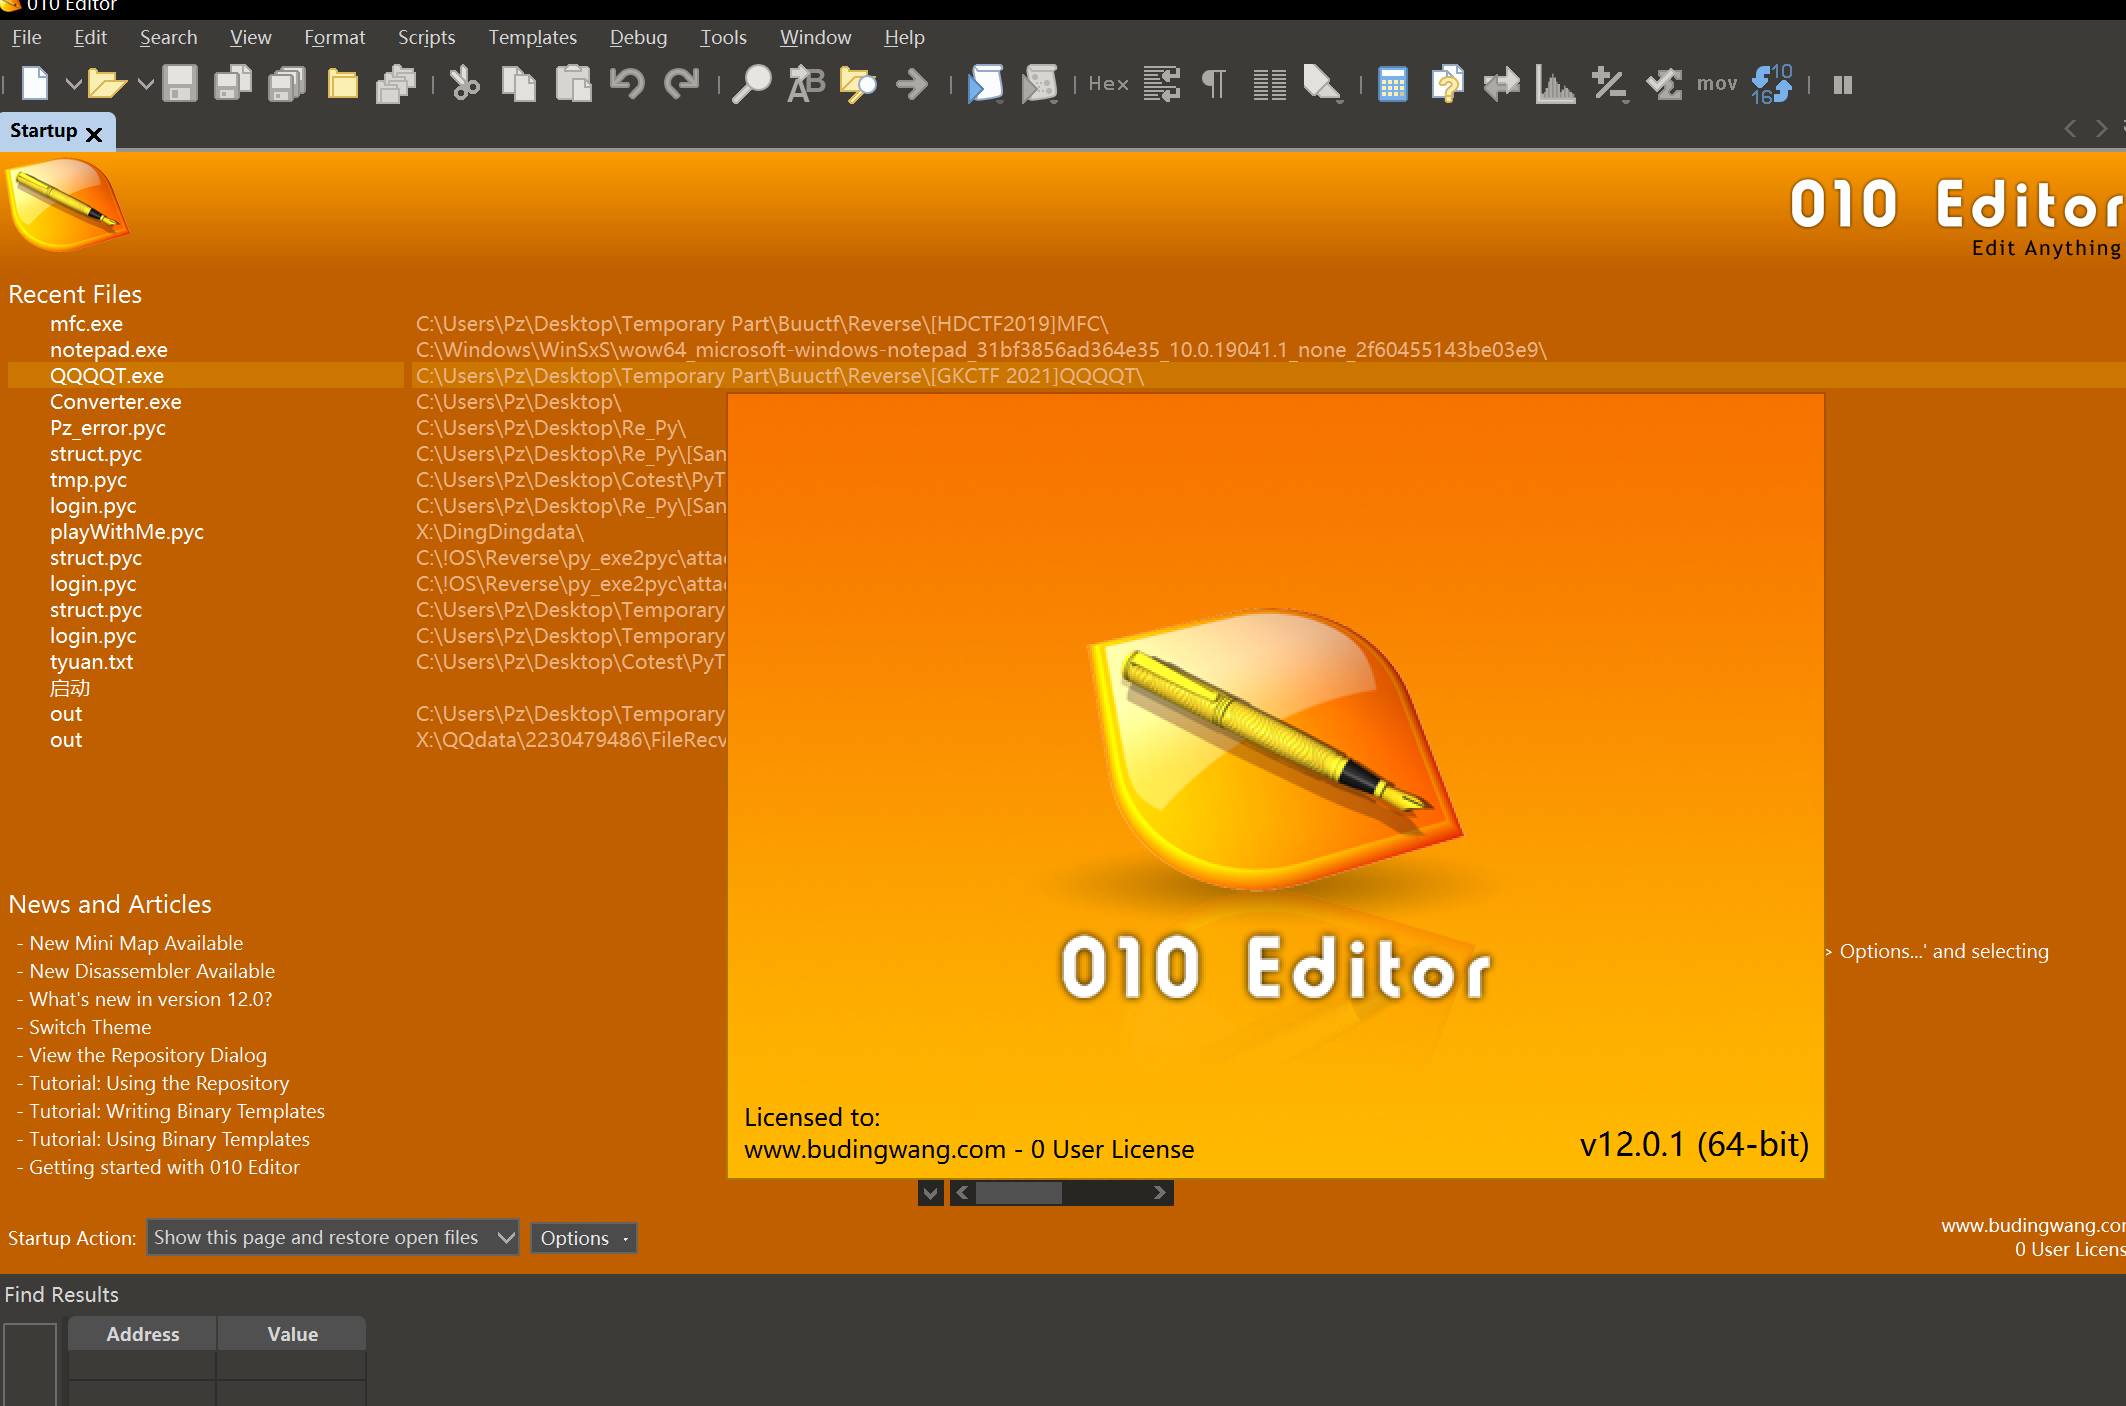 010 Editor
File Edit Search View Format Scripts Templates Debug Tools Window Help
Hex mov 10 16
Startup
010 Editor
Edit Anything
Recent Files
mfc.exe C:\Users\Pz\Desktop\Temporary Part\Buuctf\Reverse\[HDCTF2019]MFC\
notepad.exe C:\Windows\WinSxS\wow64_microsoft-windows-notepad_31bf3856ad364e35_10.0.19041.1_none_2f60455143be03e9\
QQQQT.exe C:\Users\Pz\Desktop\Temporary Part\Buuctf\Reverse\[GKCTF 2021]QQQQT\
Converter.exe C:\Users\Pz\Desktop\
Pz_error.pyc C:\Users\Pz\Desktop\Re_Py\
struct.pyc C:\Users\Pz\Desktop\Re_Py\[San
tmp.pyc C:\Users\Pz\Desktop\Cotest\PyT
login.pyc C:\Users\Pz\Desktop\Re_Py\[San
playWithMe.pyc X:\DingDingdata\
struct.pyc C:\!OS\Reverse\py_exe2pyc\atta
login.pyc C:\!OS\Reverse\py_exe2pyc\atta
struct.pyc C:\Users\Pz\Desktop\Temporary
login.pyc C:\Users\Pz\Desktop\Temporary
tyuan.txt C:\Users\Pz\Desktop\Cotest\PyT
启动
out C:\Users\Pz\Desktop\Temporary
out X:\QQdata\2230479486\FileRecv
010 Editor
Licensed to:
www.budingwang.com - 0 User License
v12.0.1 (64-bit)
News and Articles
- New Mini Map Available
> Options...' and selecting
- New Disassembler Available
- What's new in version 12.0?
- Switch Theme
- View the Repository Dialog
- Tutorial: Using the Repository
- Tutorial: Writing Binary Templates
- Tutorial: Using Binary Templates
- Getting started with 010 Editor
Startup Action: Show this page and restore open files Options
www.budingwang.com
0 User Licens
Find Results
Address Value